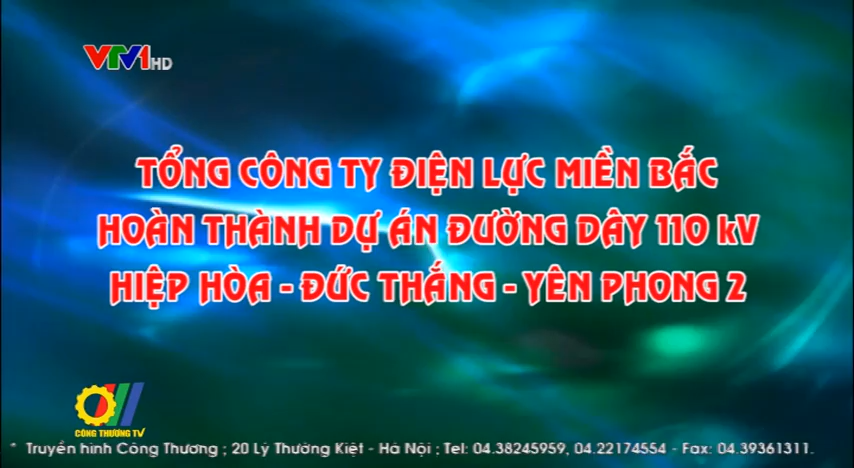 VTV1 HD
TỔNG CÔNG TY ĐIỆN LỰC MIỀN BẮC
HOÀN THÀNH DỰ ÁN ĐƯỜNG DÂY 110 kV
HIỆP HÒA - ĐỨC THẮNG - YÊN PHONG 2
CÔNG THƯƠNG TV
* Truyền hình Công Thương ; 20 Lý Thường Kiệt - Hà Nội ; Tel: 04.38245959, 04.22174554 - Fax: 04.39361311.